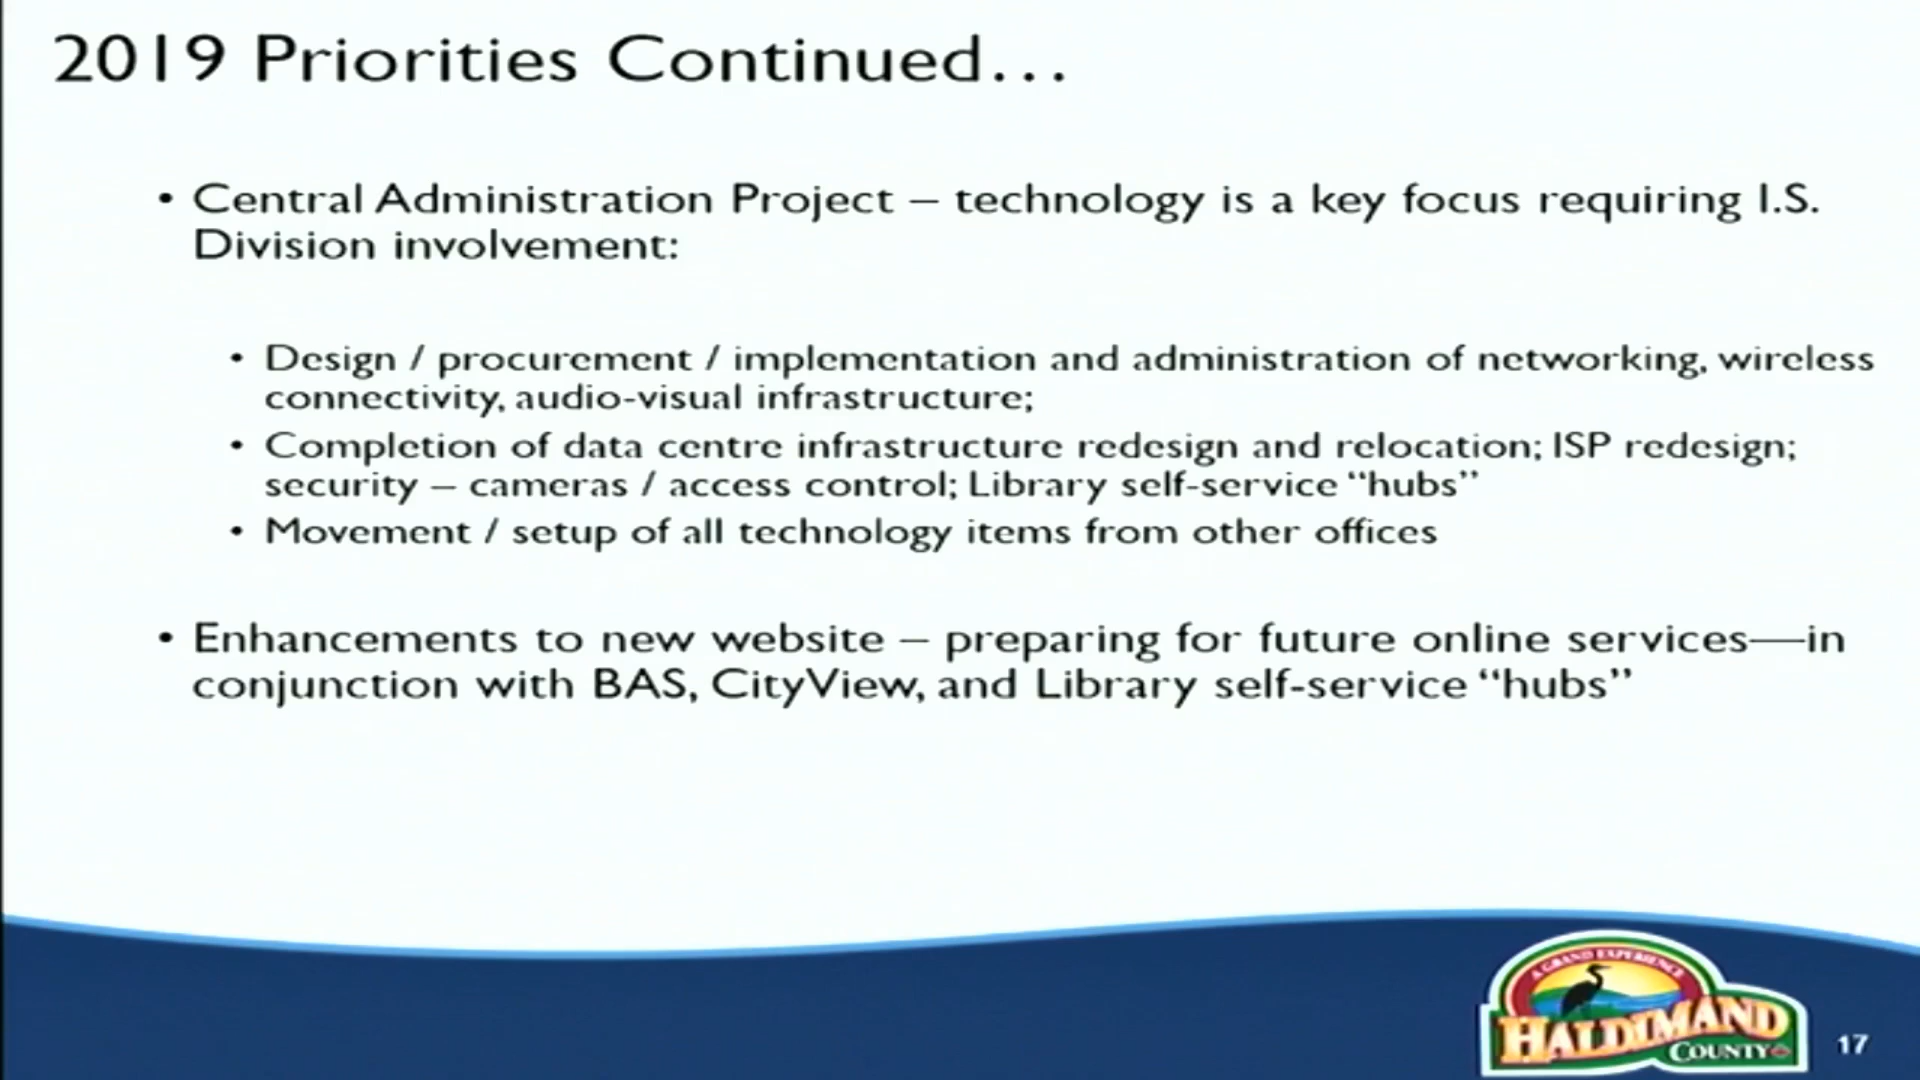 2019 Priorities Continued…
• Central Administration Project – technology is a key focus requiring I.S.
Division involvement:
• Design / procurement / implementation and administration of networking, wireless
connectivity, audio-visual infrastructure;
• Completion of data centre infrastructure redesign and relocation; ISP redesign;
security – cameras / access control; Library self-service “hubs”
• Movement / setup of all technology items from other offices
• Enhancements to new website – preparing for future online services—in
conjunction with BAS, CityView, and Library self-service “hubs”
A GRAND EXPERIENCE
HALDIMAND
COUNTY
17